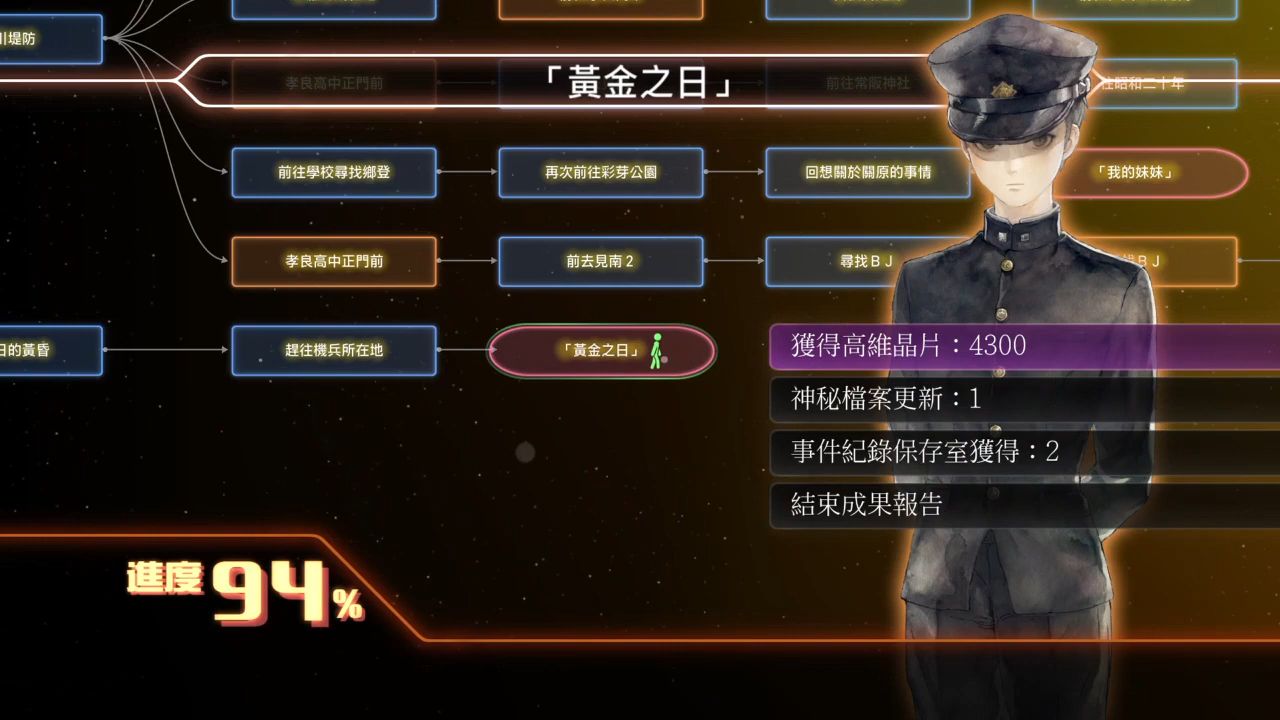 川堤防
孝良高中正門前
「黃金之日」
前往常阪神社
往昭和二十年
前往學校尋找鄉登
再次前往彩芽公園
回想關於關原的事情
「我的妹妹」
孝良高中正門前
前去見南2
尋找BJ
找BJ
日的黃昏
趕往機兵所在地
「黃金之日」
獲得高維晶片：4300
神秘檔案更新：1
事件紀錄保存室獲得：2
結束成果報告
進度94%